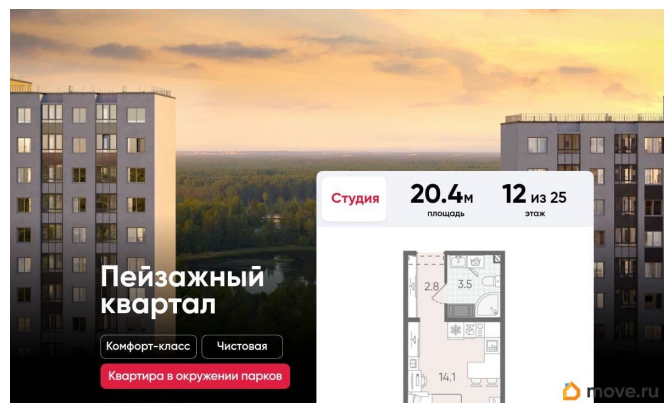 Студия
20.4м
площадь
12 из 25
этаж
2.8
3.5
14.1
Пейзажный
квартал
Комфорт-класс
Чистовая
Квартира в окружении парков
move.ru